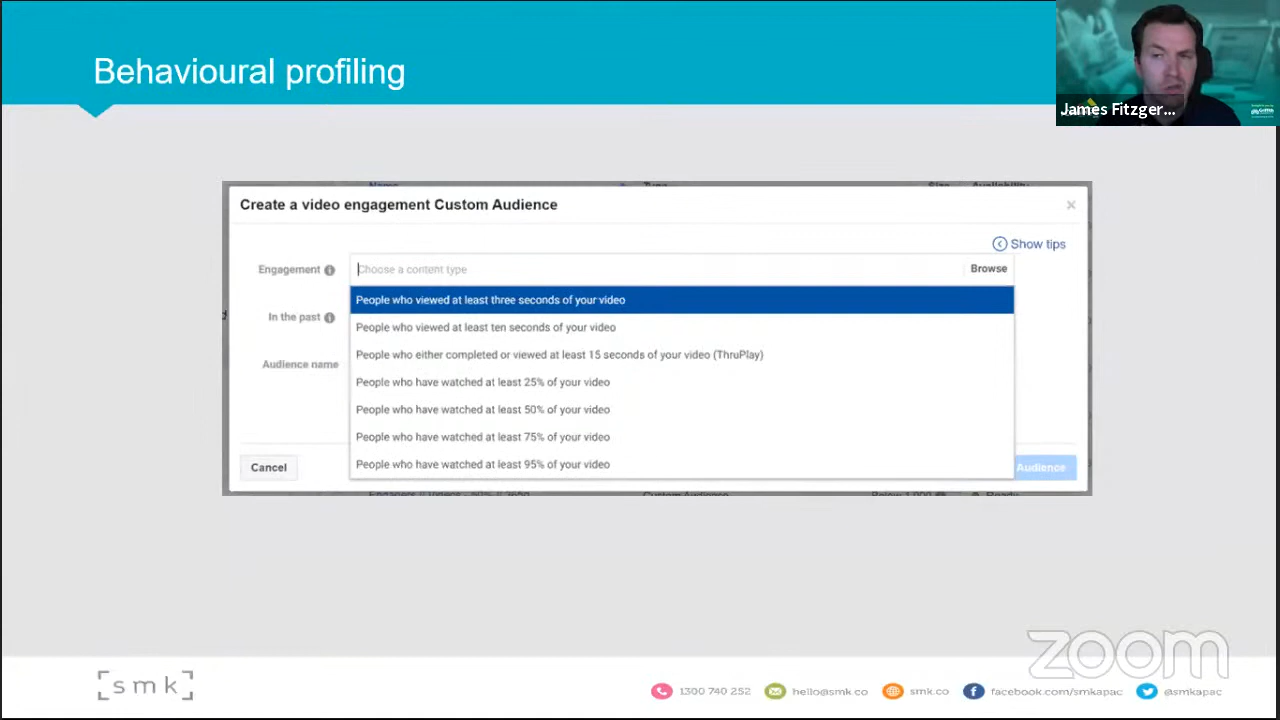 Behavioural profiling
James Fitzger...
Create a video engagement Custom Audience
×
Show tips
Engagement
Choose a content type
Browse
People who viewed at least three seconds of your video
In the past
People who viewed at least ten seconds of your video
People who either completed or viewed at least 15 seconds of your video (ThruPlay)
Audience name
People who have watched at least 25% of your video
People who have watched at least 50% of your video
People who have watched at least 75% of your video
People who have watched at least 95% of your video
Cancel
Audience
zoom
[smk]
1300 740 252
hello@smk.co
smk.co
facebook.com/smkapac
@smkapac